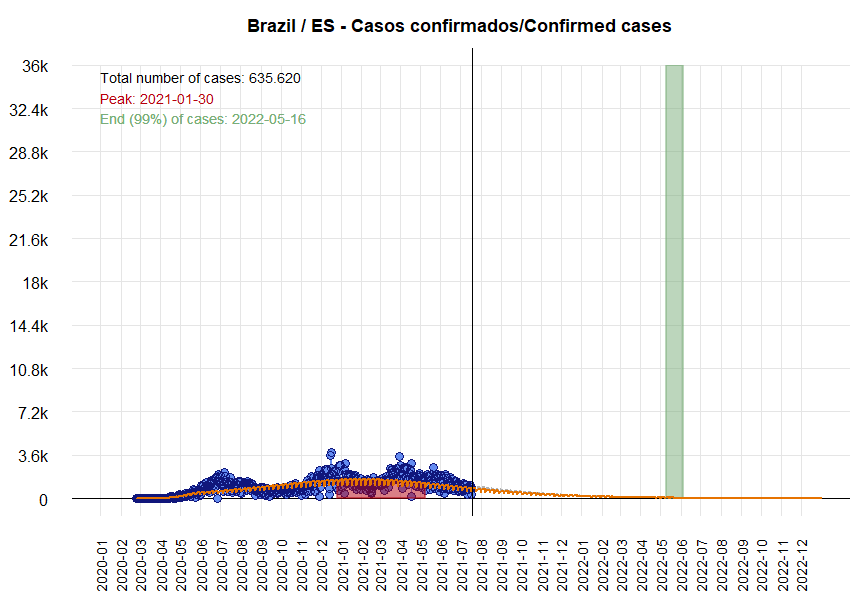 Brazil / ES - Casos confirmados/Confirmed cases
Total number of cases: 635.620
Peak: 2021-01-30
End (99%) of cases: 2022-05-16
36k
32.4k
28.8k
25.2k
21.6k
18k
14.4k
10.8k
7.2k
3.6k
0
2020-01
2020-02
2020-03
2020-04
2020-05
2020-06
2020-07
2020-08
2020-09
2020-10
2020-11
2020-12
2021-01
2021-02
2021-03
2021-04
2021-05
2021-06
2021-07
2021-08
2021-09
2021-10
2021-11
2021-12
2022-01
2022-02
2022-03
2022-04
2022-05
2022-06
2022-07
2022-08
2022-09
2022-10
2022-11
2022-12